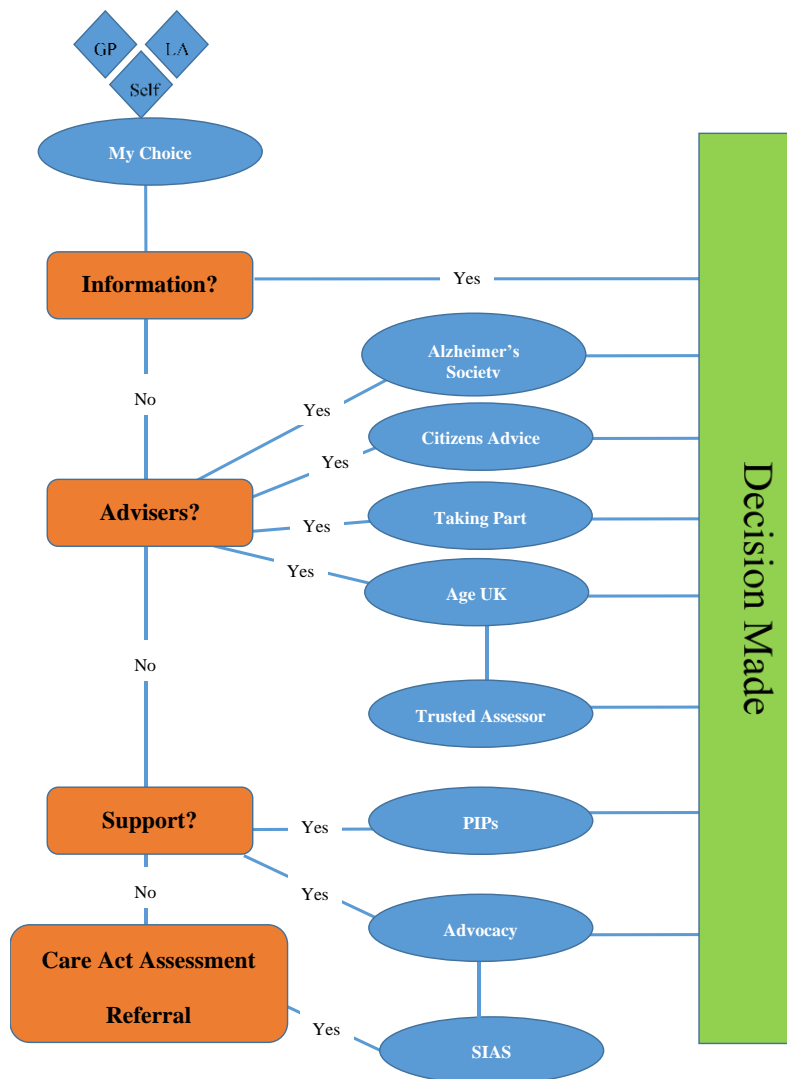 GP
LA
Self
My Choice
Information?
Yes
Alzheimer's
Society
No
Yes
Citizens Advice
Yes
Advisers?
Taking Part
Yes
Yes
Age UK
No
Trusted Assessor
Support?
Yes
PIPs
No
Yes
Advocacy
Care Act Assessment
Referral
Yes
SIAS
Decision Made